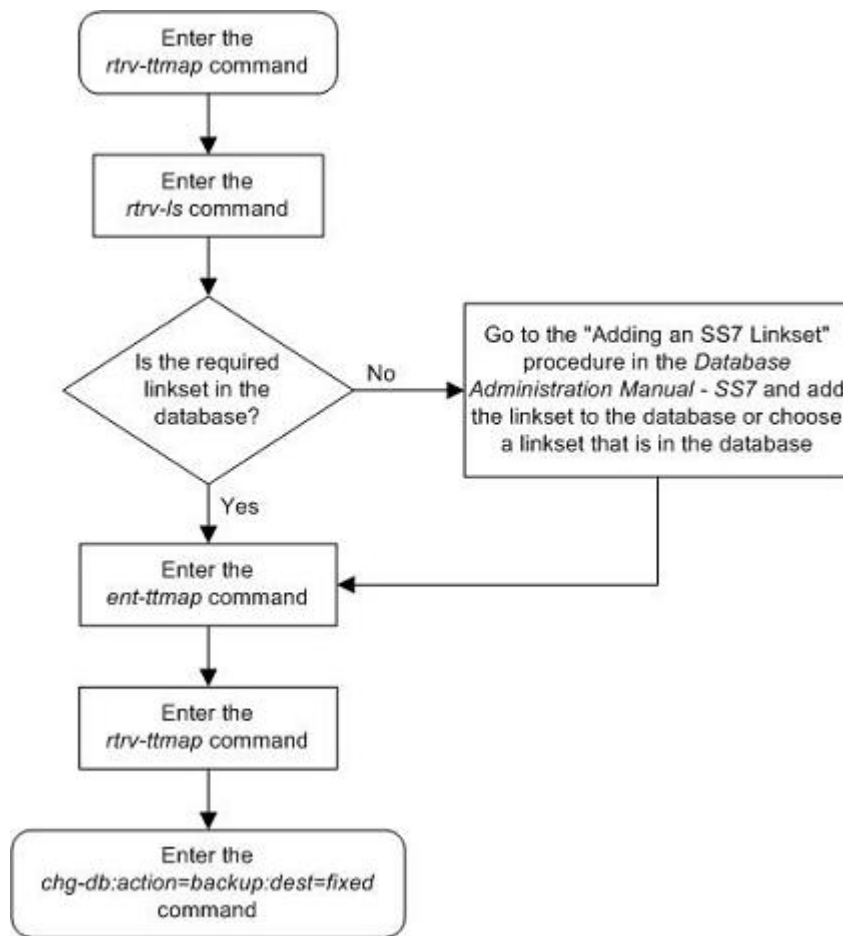 Enter the
rtrv-ttmap command
Enter the
rtrv-ls command
Is the required
linkset in the
database?
No
Go to the "Adding an SS7 Linkset"
procedure in the Database
Administration Manual - SS7 and add
the linkset to the database or choose
a linkset that is in the database
Yes
Enter the
ent-ttmap command
Enter the
rtrv-ttmap command
Enter the
chg-db:action=backup:dest=fixed
command